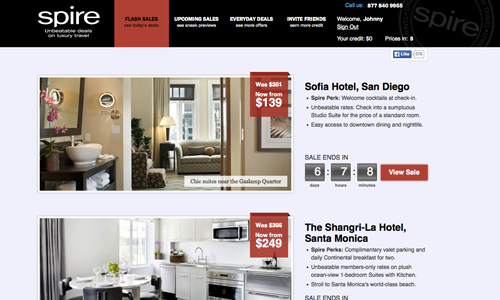 spire
Unbeatable deals
on luxury travel
FLASH SALES
see today's deals
UPCOMING SALES
see sneak previews
EVERYDAY DEALS
more offers
INVITE FRIENDS
earn more credit
Call us: 877 840 9955
Welcome, Johnny
Sign Out
Your credit: $0 Prices in: $
spire
Like
Was $301
Now from
$139
Chic suites near the Gaslamp Quarter
Sofia Hotel, San Diego
• Spire Perk: Welcome cocktails at check-in.
• Unbeatable rates: Check into a sumptuous
Studio Suite for the price of a standard room.
• Easy access to downtown dining and nightlife.
SALE ENDS IN
6 : 7 : 8
days hours minutes
View Sale
Was $366
Now from
$249
The Shangri-La Hotel,
Santa Monica
• Spire Perks: Complimentary valet parking and
daily Continental breakfast for two.
• Unbeatable members-only rates on plush
ocean-view 1-bedroom Suites with Kitchen.
• Stroll to Santa Monica's world-class beach.
SALE ENDS IN